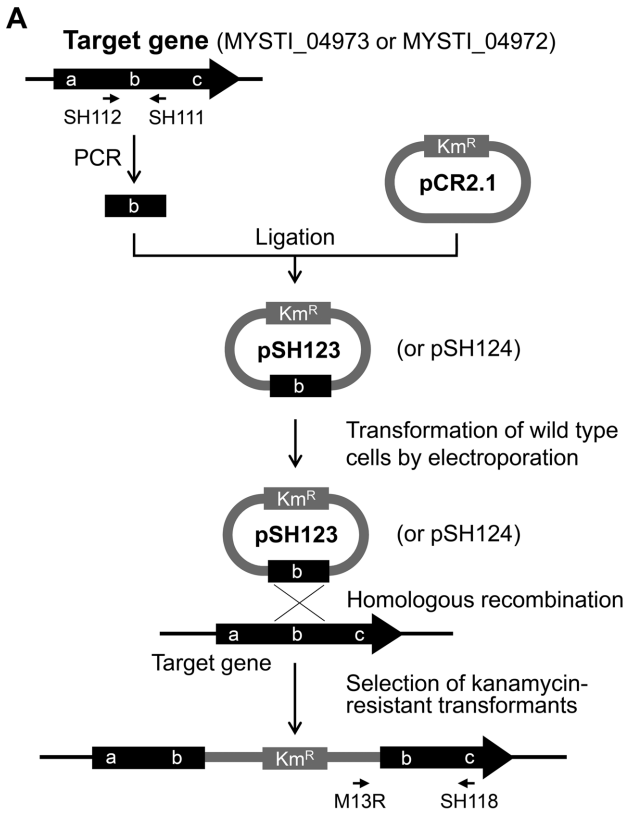 A
Target gene (MYSTI_04973 or MYSTI_04972)
a b c
SH112 SH111
PCR
b
KmR
pCR2.1
Ligation
KmR
pSH123
(or pSH124)
b
Transformation of wild type
cells by electroporation
KmR
pSH123
(or pSH124)
b
Homologous recombination
a b c
Target gene
Selection of kanamycin-
resistant transformants
a b KmR b c
M13R SH118